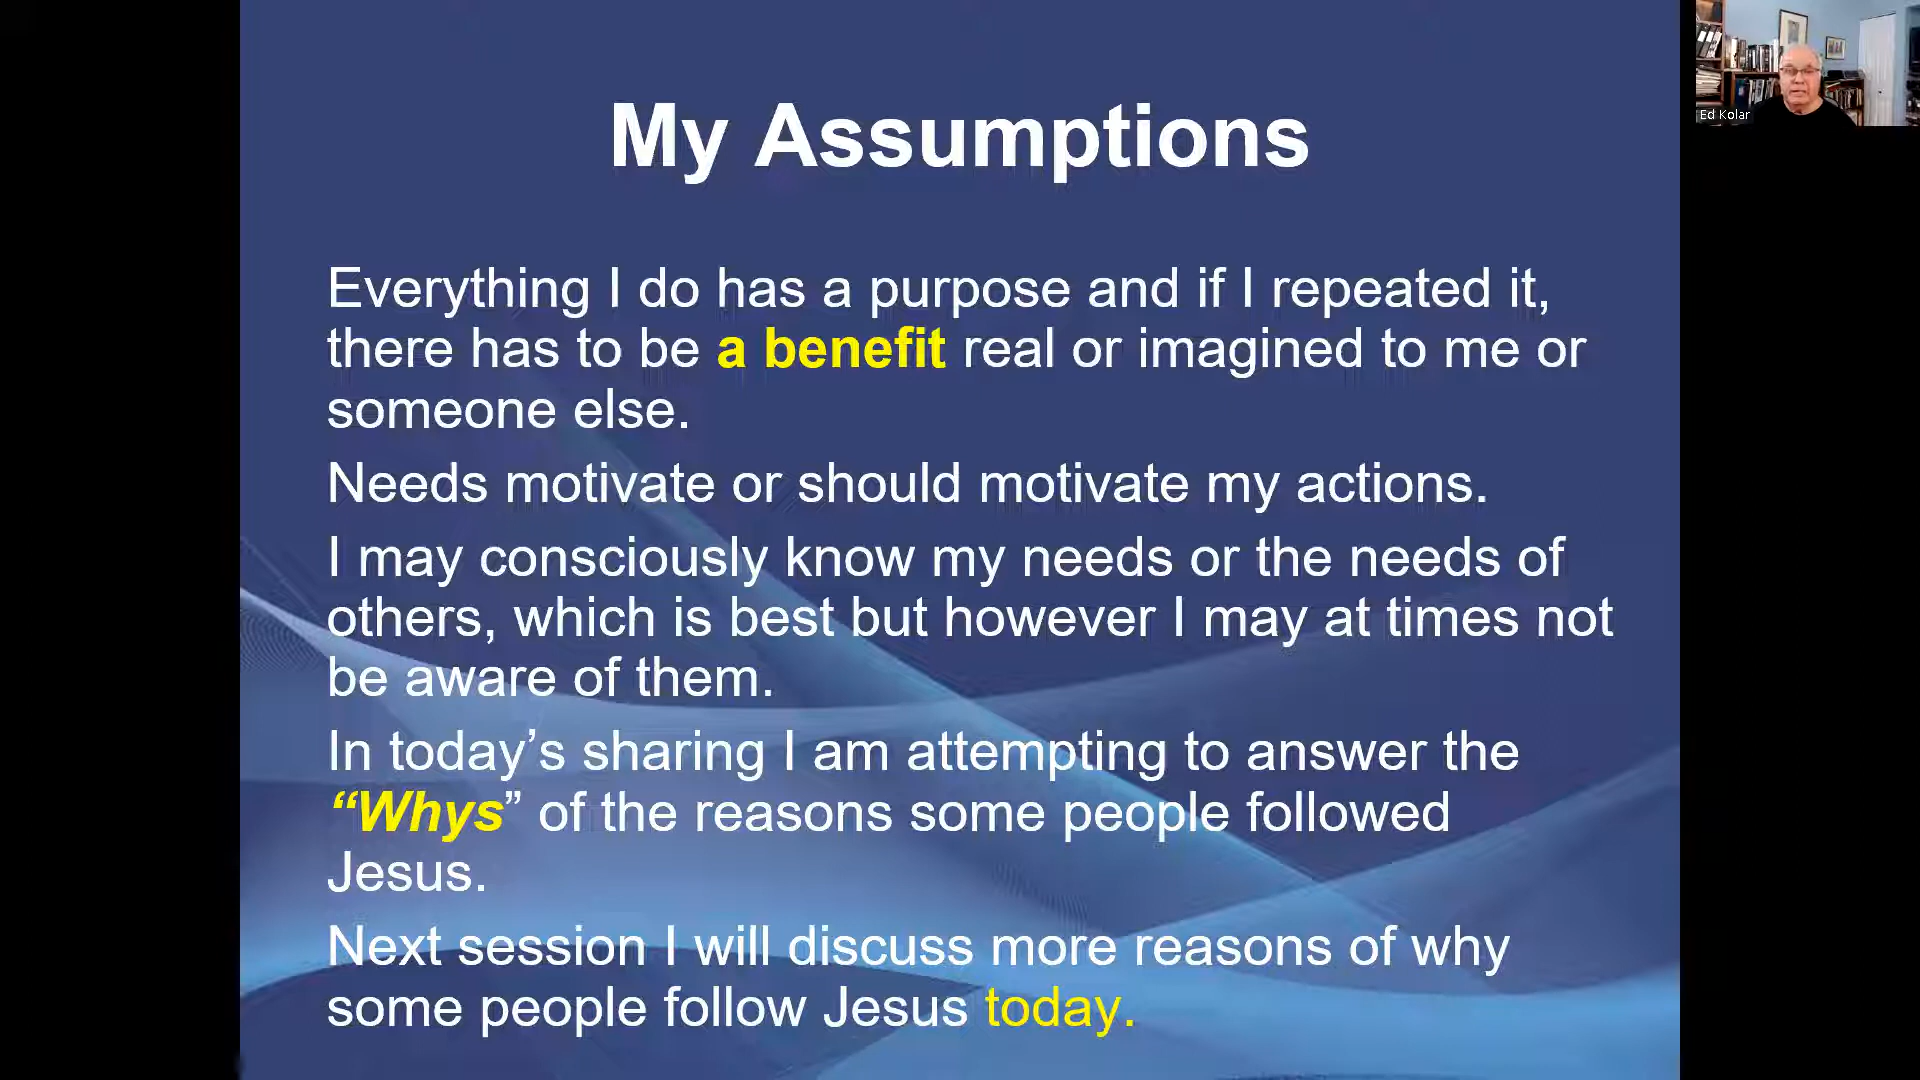 My Assumptions
Everything I do has a purpose and if I repeated it,
there has to be a benefit real or imagined to me or
someone else.
Needs motivate or should motivate my actions.
I may consciously know my needs or the needs of
others, which is best but however I may at times not
be aware of them.
In today’s sharing I am attempting to answer the
“Whys” of the reasons some people followed
Jesus.
Next session I will discuss more reasons of why
some people follow Jesus today.
Ed Kolar